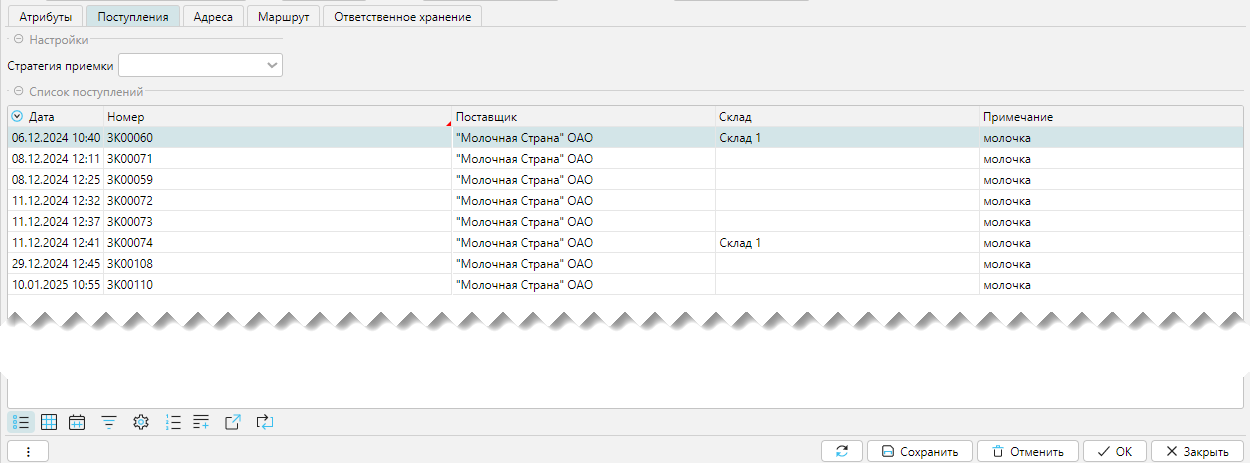 Атрибуты Поступления Адреса Маршрут Ответственное хранение
Настройки
Стратегия приемки
Список поступлений
Дата Номер Поставщик Склад Примечание
06.12.2024 10:40 ЗК00060 "Молочная Страна" ОАО Склад 1 молочка
08.12.2024 12:11 ЗК00071 "Молочная Страна" ОАО молочка
08.12.2024 12:25 ЗК00059 "Молочная Страна" ОАО молочка
11.12.2024 12:32 ЗК00072 "Молочная Страна" ОАО молочка
11.12.2024 12:37 ЗК00073 "Молочная Страна" ОАО молочка
11.12.2024 12:41 ЗК00074 "Молочная Страна" ОАО Склад 1 молочка
29.12.2024 12:45 ЗК00108 "Молочная Страна" ОАО молочка
10.01.2025 10:55 ЗК00110 "Молочная Страна" ОАО молочка
Сохранить Отменить ОК Закрыть